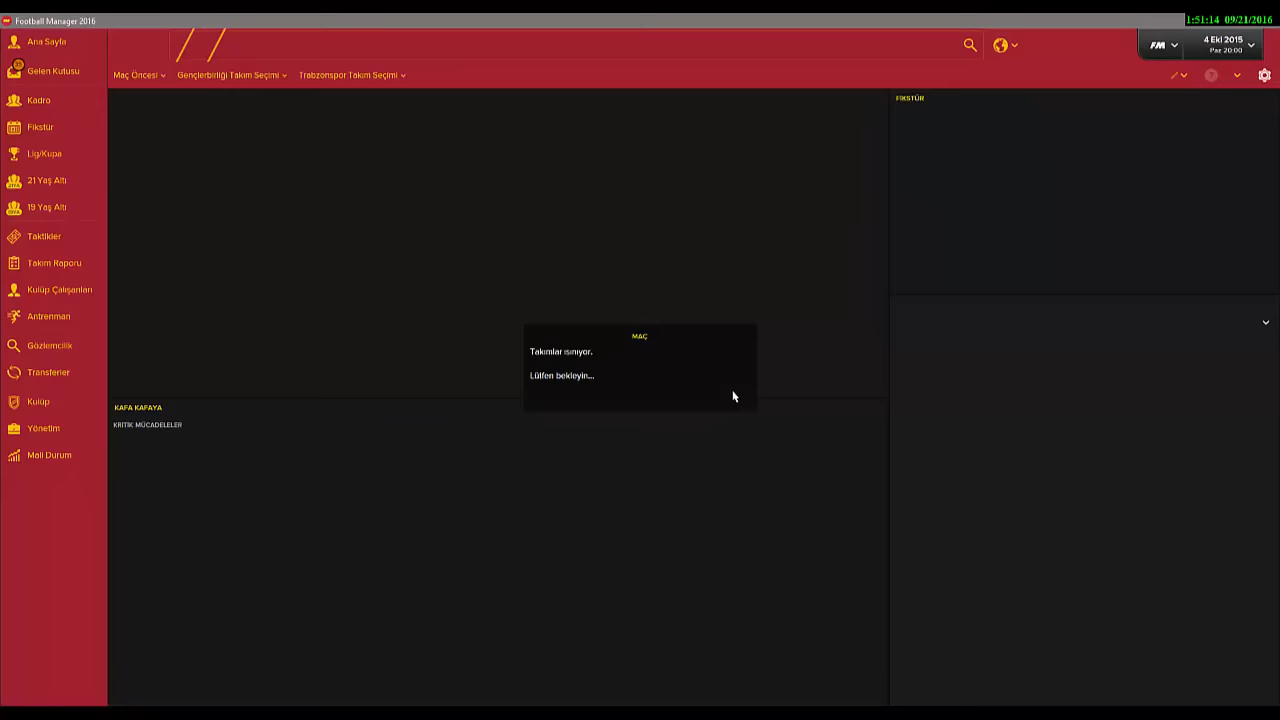 Football Manager 2016
1:51:14 09/21/2016
Ana Sayfa
FM
4 Eki 2015
Paz 20:00
Gelen Kutusu
Maç Öncesi
Gençlerbirliği Takım Seçimi
Trabzonspor Takım Seçimi
?
Kadro
FİKSTÜR
Fikstür
Lig/Kupa
21 Yaş Altı
19 Yaş Altı
Taktikler
Takım Raporu
Kulüp Çalışanları
Antrenman
Gözlemcilik
Transferler
Kulüp
Yönetim
Mali Durum
MAÇ
Takımlar ısınıyor.
Lütfen bekleyin...
KAFA KAFAYA
KRİTİK MÜCADELELER